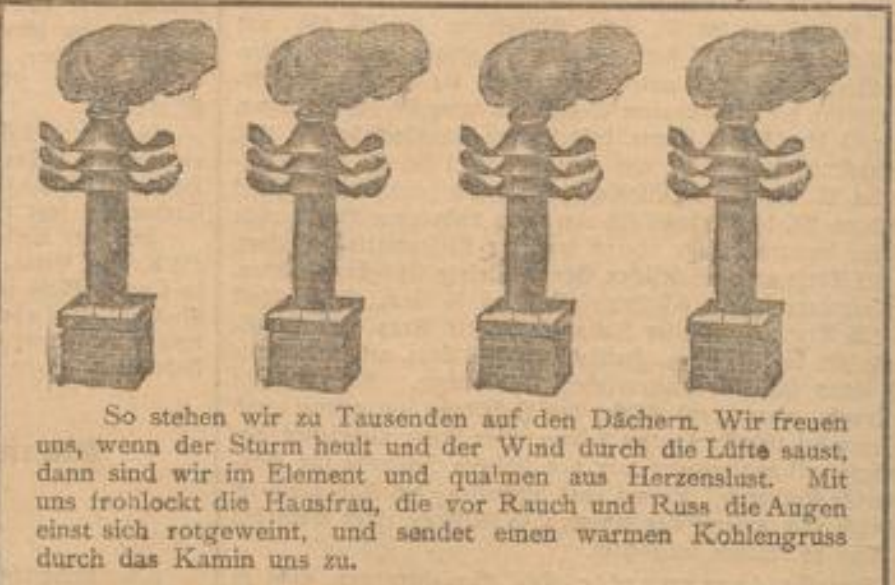 So stehen wir zu Tausenden auf den Dächern. Wir freuen
uns, wenn der Sturm heult und der Wind durch die Lüfte saust,
dann sind wir im Element und qualmen aus Herzenslust. Mit
uns frohlockt die Hausfrau, die vor Rauch und Russ die Augen
einst sich rotgeweint, und sendet einen warmen Kohlengruss
durch das Kamin uns zu.